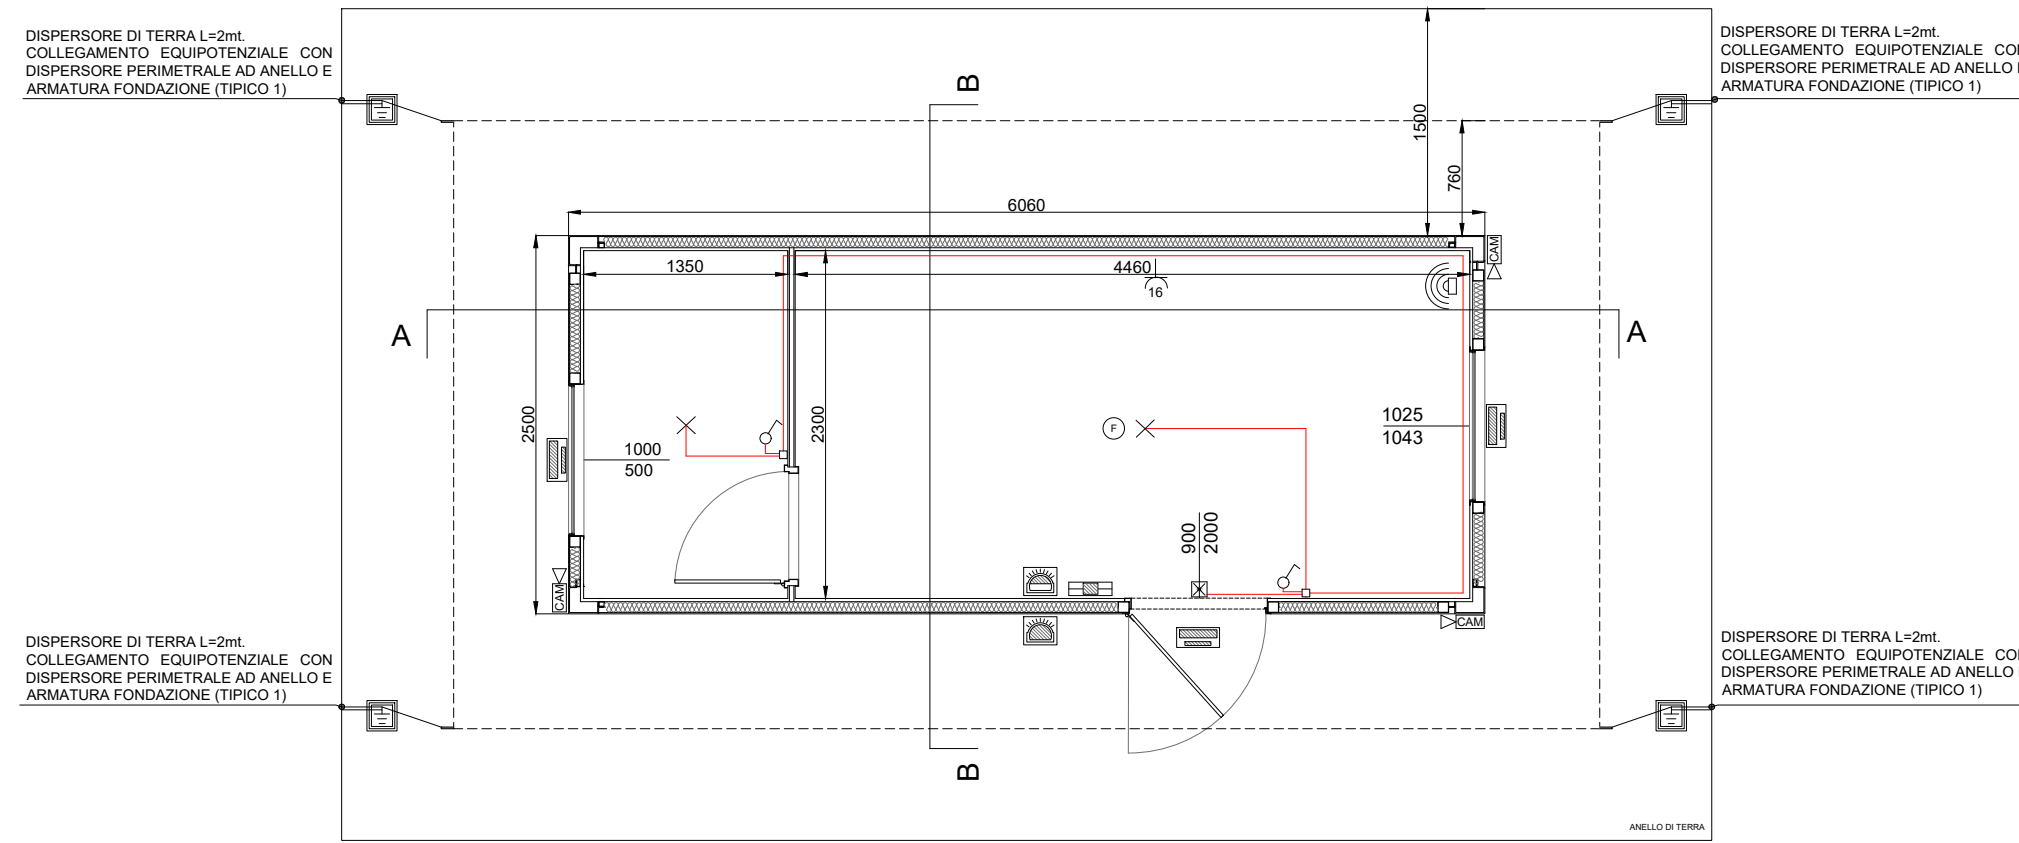 DISPERSORE DI TERRA L=2mt.
COLLEGAMENTO EQUIPOTENZIALE CON
DISPERSORE PERIMETRALE AD ANELLO E
ARMATURA FONDAZIONE (TIPICO 1)
DISPERSORE DI TERRA L=2mt.
COLLEGAMENTO EQUIPOTENZIALE
DISPERSORE PERIMETRALE AD ANELLO
ARMATURA FONDAZIONE (TIPICO 1)
B
1500
760
6060
CAM
1350
4460
16
A
A
2500
2300
F
1025
1043
1000
500
900
2000
CAM
CAM
DISPERSORE DI TERRA L=2mt.
COLLEGAMENTO EQUIPOTENZIALE CON
DISPERSORE PERIMETRALE AD ANELLO E
ARMATURA FONDAZIONE (TIPICO 1)
DISPERSORE DI TERRA L=2mt.
COLLEGAMENTO EQUIPOTENZIALE
DISPERSORE PERIMETRALE AD ANELLO
ARMATURA FONDAZIONE (TIPICO 1)
B
ANELLO DI TERRA